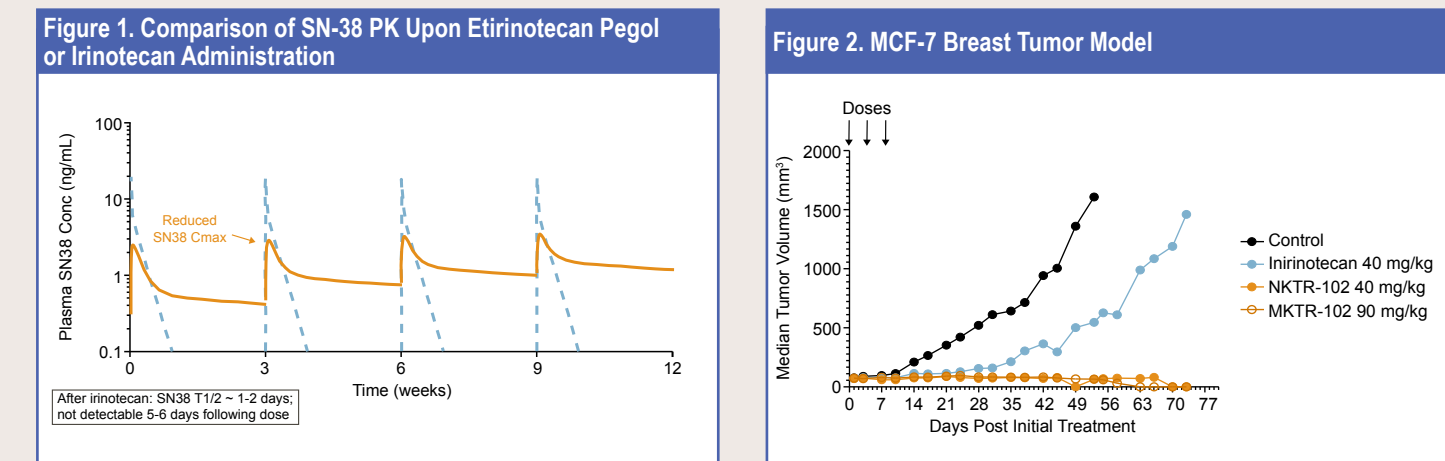 Figure 1. Comparison of SN-38 PK Upon Etirinotecan Pegol
or Irinotecan Administration
Plasma SN38 Conc (ng/mL)
100
10
1
0.1
Reduced
SN38 Cmax
0 3 6 9 12
Time (weeks)
After irinotecan: SN38 T1/2 ~ 1-2 days;
not detectable 5-6 days following dose
Figure 2. MCF-7 Breast Tumor Model
Doses
Median Tumor Volume (mm³)
2000
1500
1000
500
0
0 7 14 21 28 35 42 49 56 63 70 77
Days Post Initial Treatment
Control
Inirinotecan 40 mg/kg
NKTR-102 40 mg/kg
MKTR-102 90 mg/kg